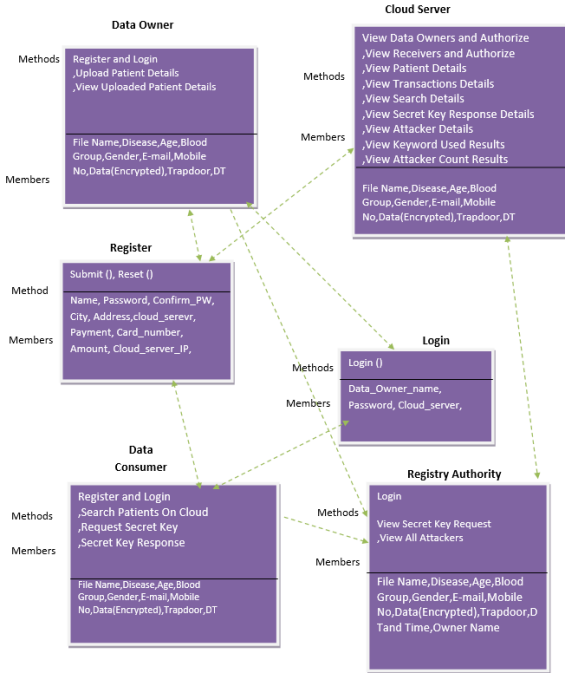 Data Owner
Methods
Register and Login
,Upload Patient Details
,View Uploaded Patient Details
Members
File Name,Disease,Age,Blood
Group,Gender,E-mail,Mobile
No,Data(Encrypted),Trapdoor,DT
Cloud Server
Methods
View Data Owners and Authorize
,View Receivers and Authorize
,View Patient Details
,View Transactions Details
,View Search Details
,View Secret Key Response Details
,View Attacker Details
,View Keyword Used Results
,View Attacker Count Results
Members
File Name,Disease,Age,Blood
Group,Gender,E-mail,Mobile
No,Data(Encrypted),Trapdoor,DT
Register
Method
Submit (), Reset ()
Members
Name, Password, Confirm_PW,
City, Address,cloud_serevr,
Payment, Card_number,
Amount, Cloud_server_IP,
Login
Methods
Login ()
Members
Data_Owner_name,
Password, Cloud_server,
Data
Consumer
Methods
Register and Login
,Search Patients On Cloud
,Request Secret Key
,Secret Key Response
Members
File Name,Disease,Age,Blood
Group,Gender,E-mail,Mobile
No,Data(Encrypted),Trapdoor,DT
Registry Authority
Methods
Login
View Secret Key Request
,View All Attackers
Members
File Name,Disease,Age,Blood
Group,Gender,E-mail,Mobile
No,Data(Encrypted),Trapdoor,D
Tand Time,Owner Name